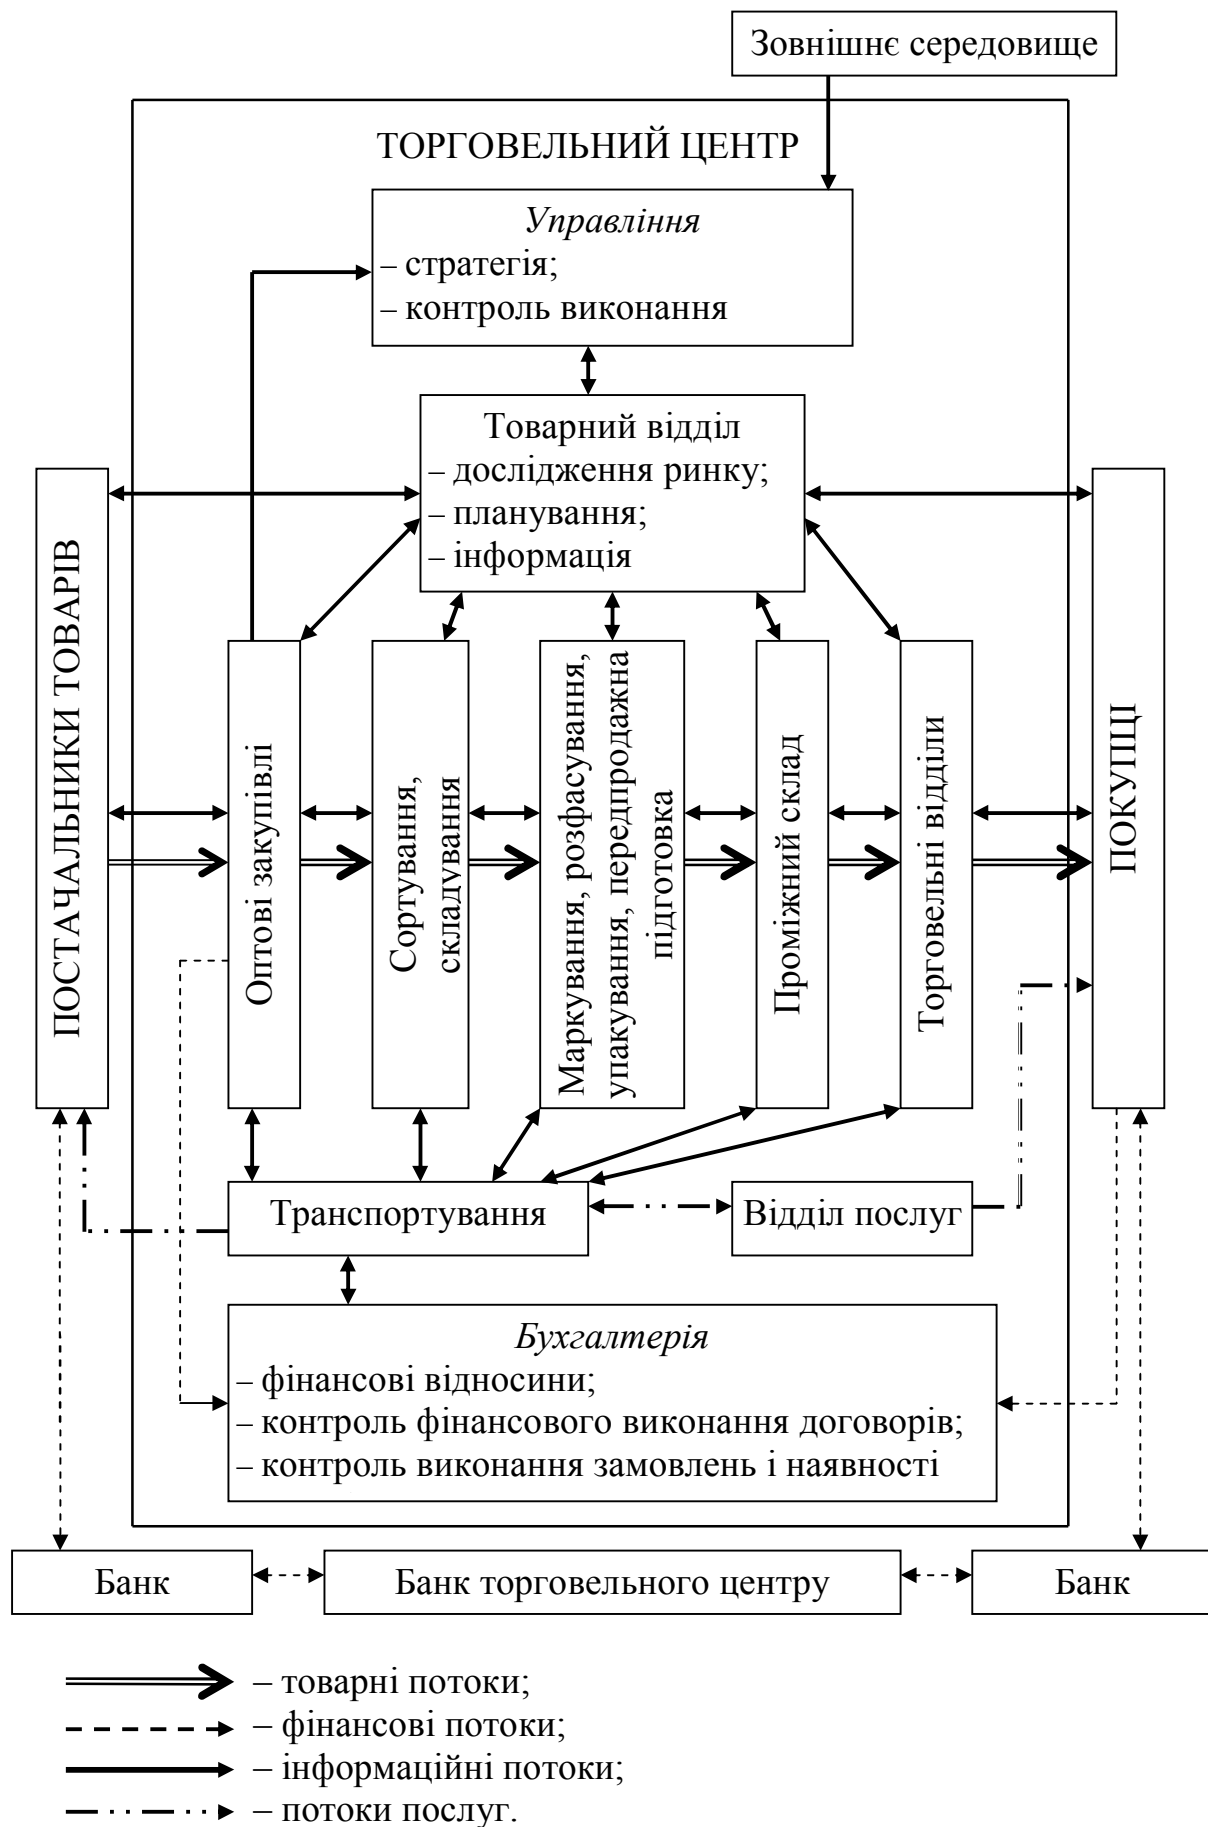 Зовнішнє середовище
ТОРГОВЕЛЬНИЙ ЦЕНТР
Управління
– стратегія;
– контроль виконання
Товарний відділ
– дослідження ринку;
– планування;
– інформація
ПОСТАЧАЛЬНИКИ ТОВАРІВ
Оптові закупівлі
Сортування,
складування
Маркування, розфасування,
упакування, передпродажна
підготовка
Проміжний склад
Торговельні відділи
ПОКУПЦІ
Транспортування
Відділ послуг
Бухгалтерія
– фінансові відносини;
– контроль фінансового виконання договорів;
– контроль виконання замовлень і наявності
Банк
Банк торговельного центру
Банк
– товарні потоки;
– фінансові потоки;
– інформаційні потоки;
– потоки послуг.